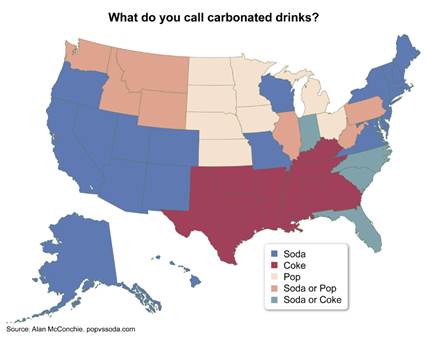 What do you call carbonated drinks?
Soda
Coke
Pop
Soda or Pop
Soda or Coke
Source: Alan McConchie. popvssoda.com.